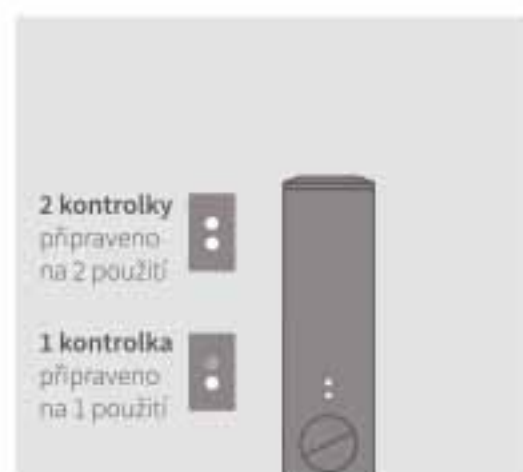 2 kontrolky
připraveno
na 2 použití
1 kontrolka
připraveno
na 1 použití